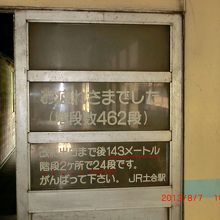 お疲れさまでした
(階段数462段)
改札出口まで後143メートル
階段2ヶ所で24段です。
がんばって下さい。 JR土合駅
2013/8/7